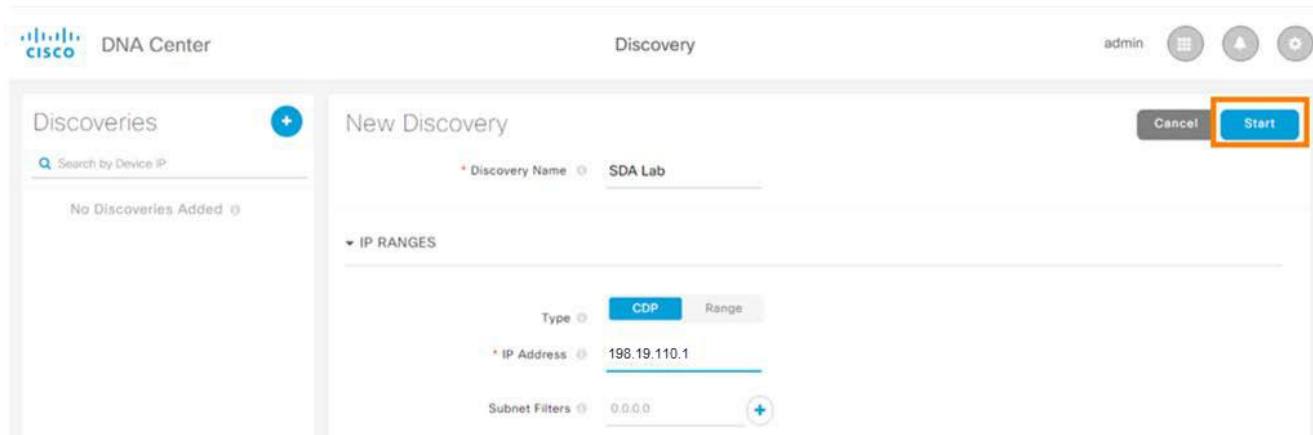 CISCO DNA Center Discovery admin
Discoveries New Discovery Cancel Start
Search by Device IP
* Discovery Name SDA Lab
No Discoveries Added
IP RANGES
Type CDP Range
* IP Address 198.19.110.1
Subnet Filters 0.0.0.0